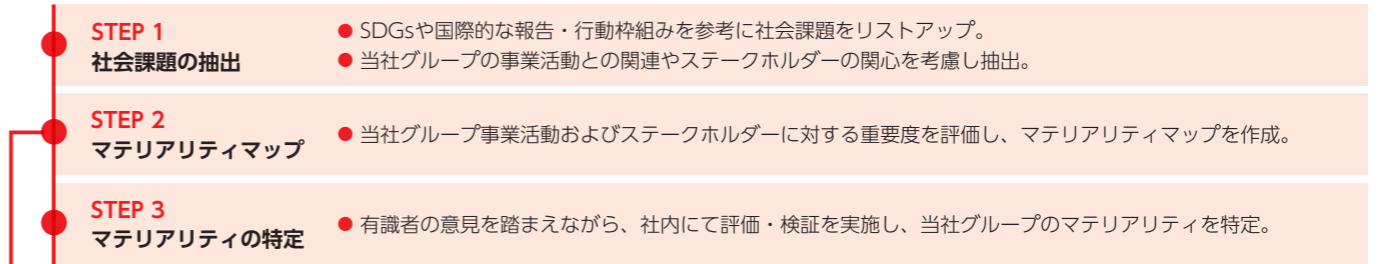 STEP 1
社会課題の抽出
● SDGsや国際的な報告・行動枠組みを参考に社会課題をリストアップ。
● 当社グループの事業活動との関連やステークホルダーの関心を考慮し抽出。
STEP 2
マテリアリティマップ
● 当社グループ事業活動およびステークホルダーに対する重要度を評価し、マテリアリティマップを作成。
STEP 3
マテリアリティの特定
● 有識者の意見を踏まえながら、社内にて評価・検証を実施し、当社グループのマテリアリティを特定。